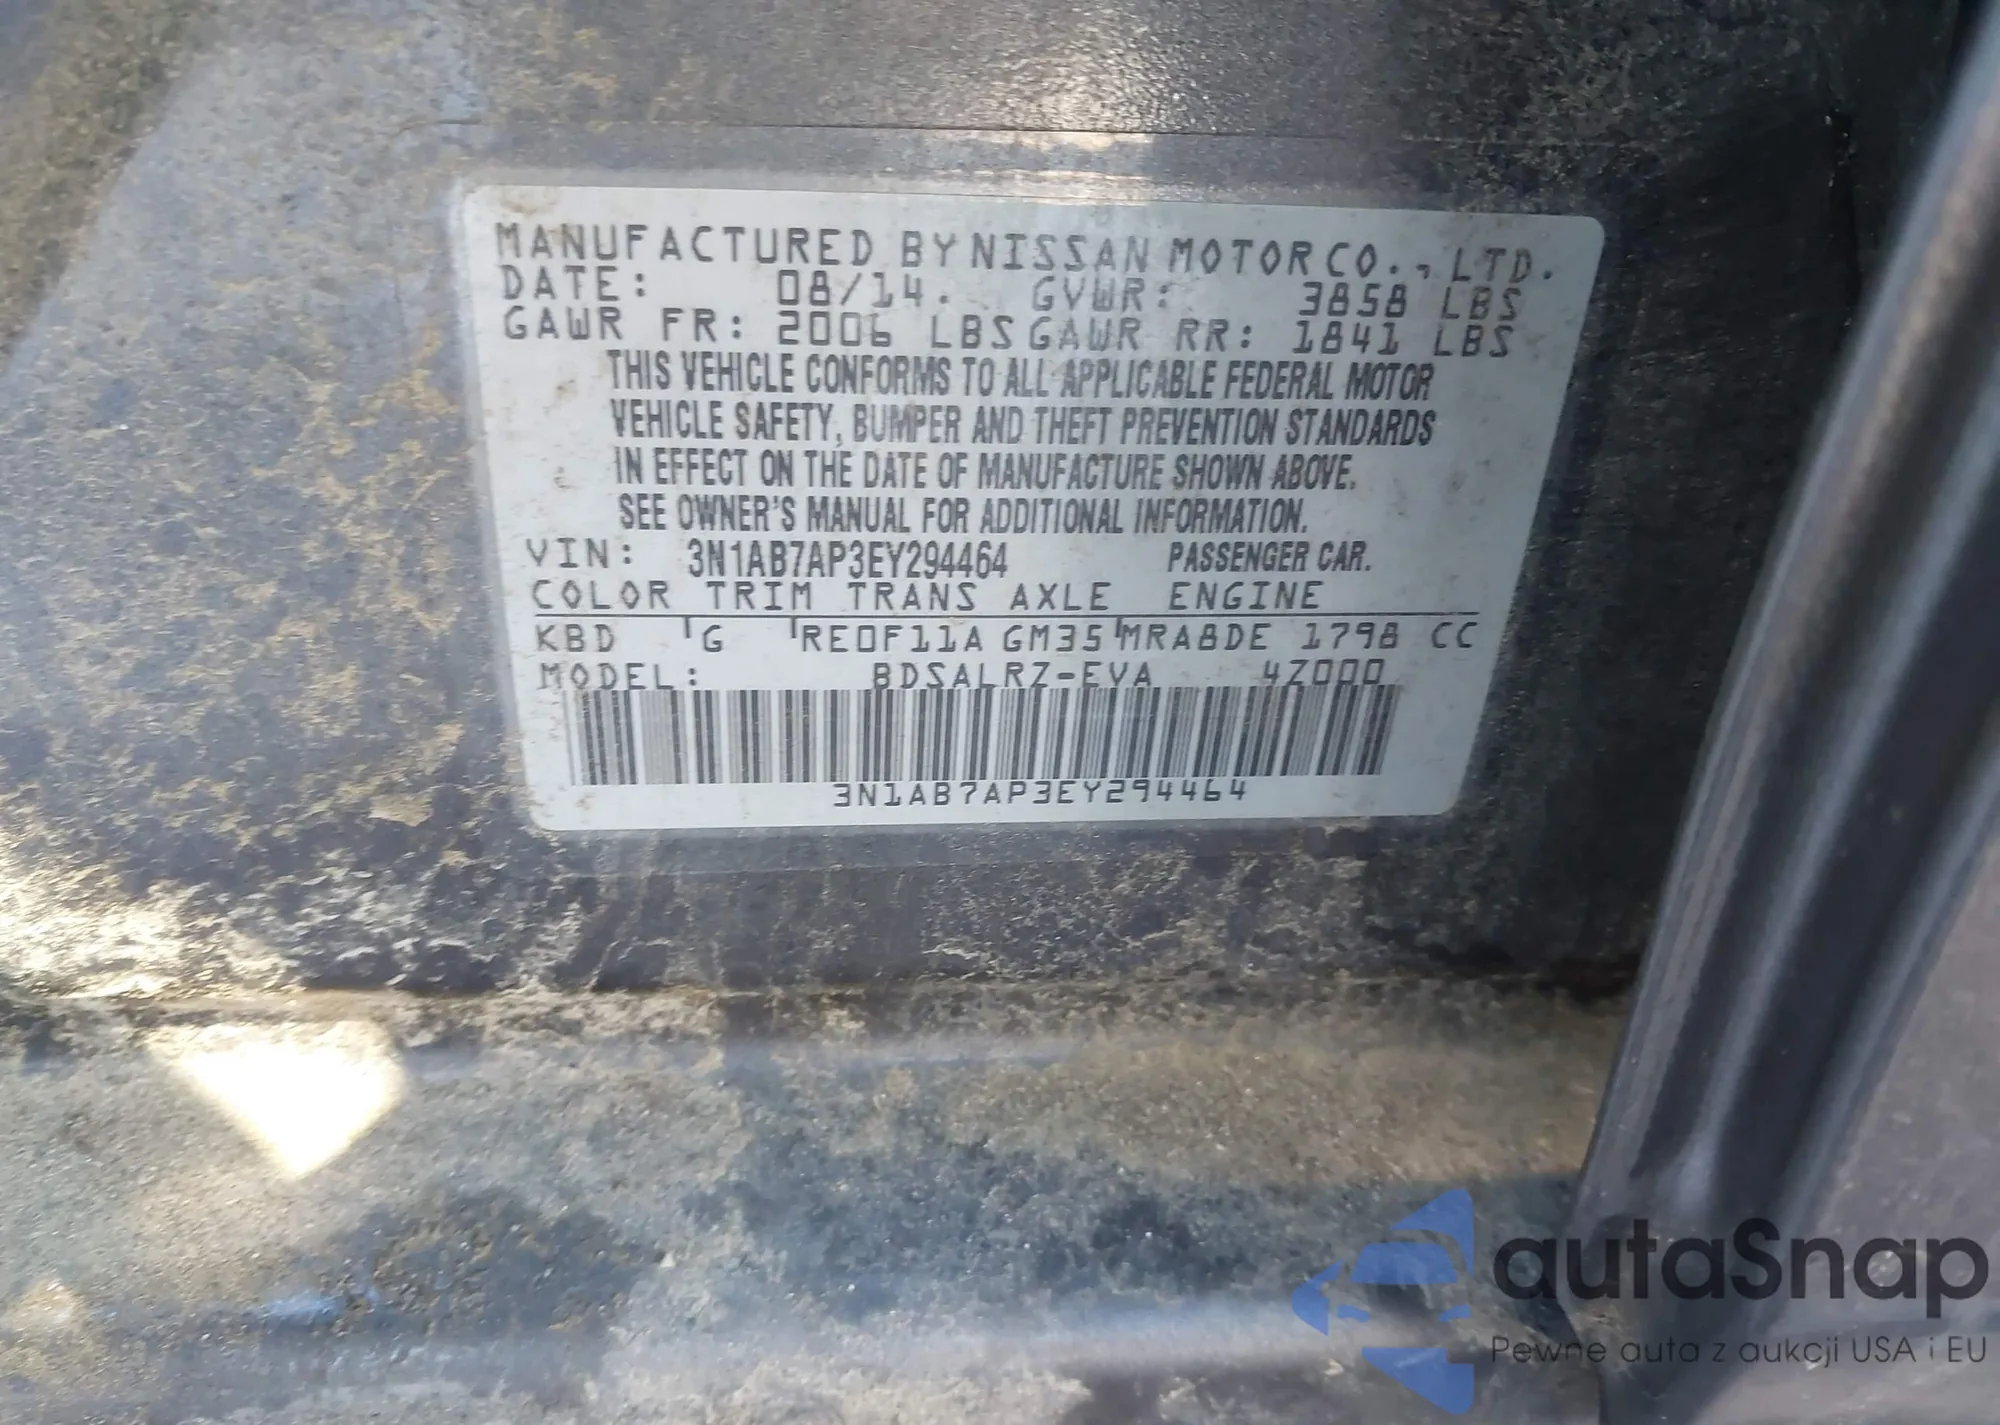 MANUFACTURED BY NISSAN MOTOR CO., LTD.
DATE: 08/14. GVWR: 3858 LBS
GAWR FR: 2006 LBS GAWR RR: 1841 LBS
THIS VEHICLE CONFORMS TO ALL APPLICABLE FEDERAL MOTOR
VEHICLE SAFETY, BUMPER AND THEFT PREVENTION STANDARDS
IN EFFECT ON THE DATE OF MANUFACTURE SHOWN ABOVE.
SEE OWNER'S MANUAL FOR ADDITIONAL INFORMATION.
VIN: 3N1AB7AP3EY294464 PASSENGER CAR.
COLOR TRIM TRANS AXLE ENGINE
KBD G RE0F11A GM35 MRA8DE 1798 CC
MODEL: BDSALRZ-EVA 4Z000
3N1AB7AP3EY294464
autaSnap
Pewne auta z aukcji USA i EU